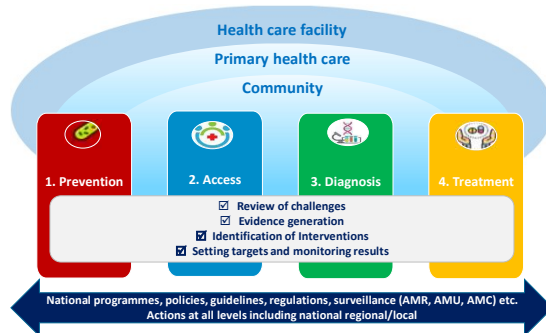 Health care facility
Primary health care
Community
1. Prevention
2. Access
3. Diagnosis
4. Treatment
☑ Review of challenges
☑ Evidence generation
☑ Identification of Interventions
☑ Setting targets and monitoring results
National programmes, policies, guidelines, regulations, surveillance (AMR, AMU, AMC) etc.
Actions at all levels including national regional/local